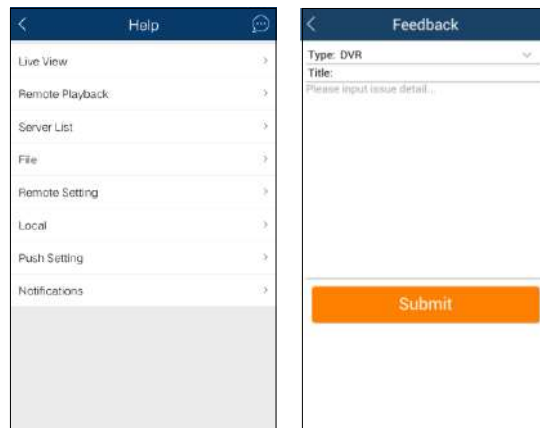 Help
Live View
Remote Playback
Server List
File
Remote Setting
Local
Push Setting
Notifications
Feedback
Type: DVR
Title:
Please input issue detail...
Submit